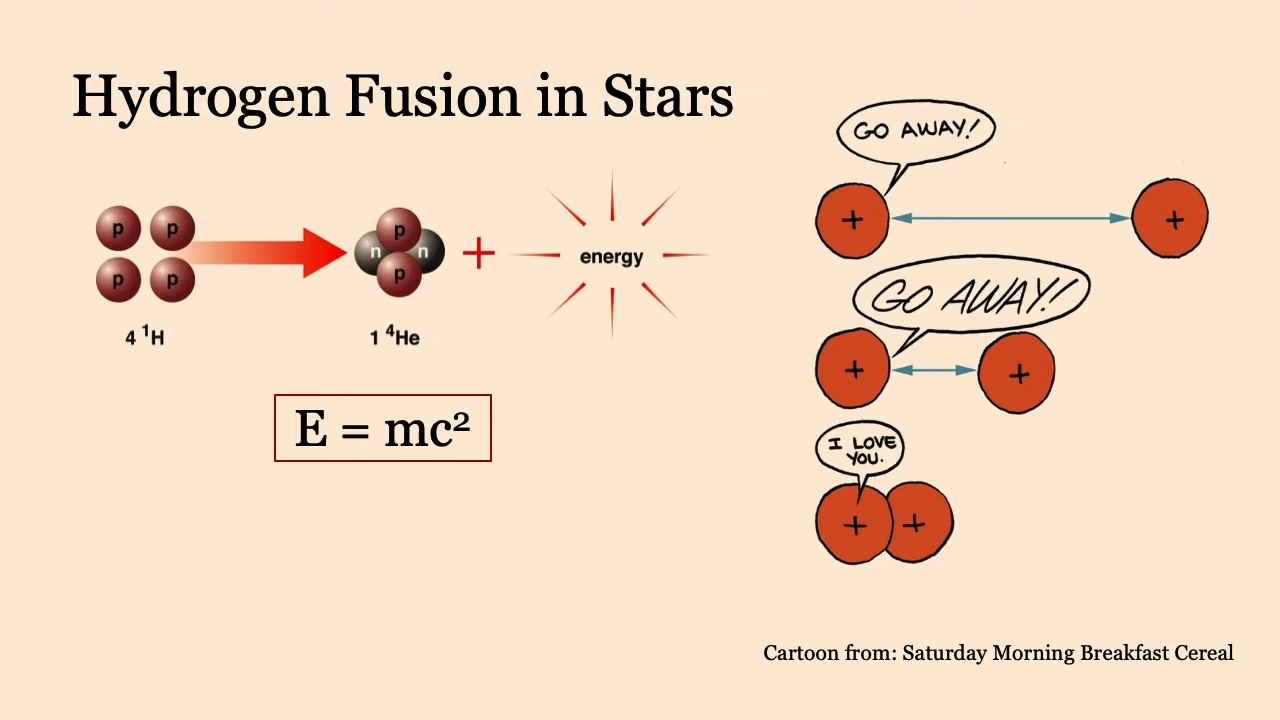 Hydrogen Fusion in Stars
p p
p p
4 ¹H
p
n n
p
1 ⁴He
+
energy
E = mc²
GO AWAY!
+ +
GO AWAY!
+ +
I LOVE
YOU.
+ +
Cartoon from: Saturday Morning Breakfast Cereal